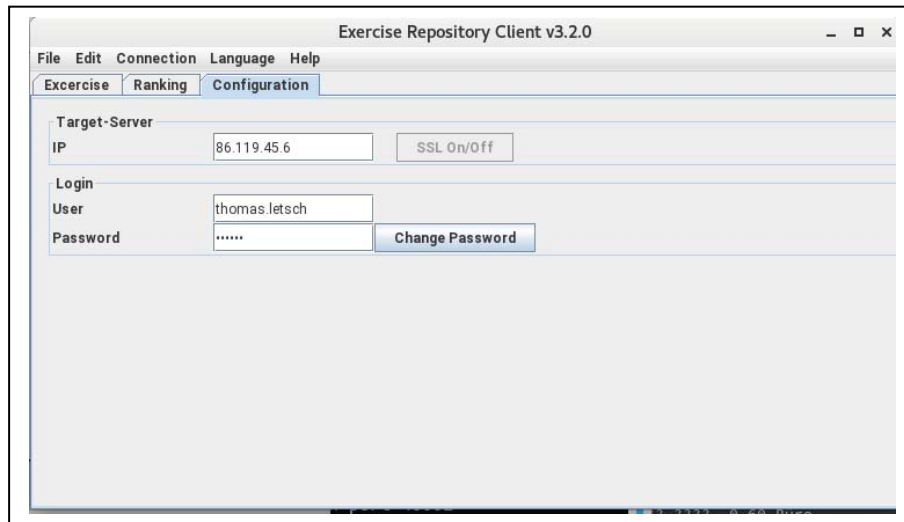 Exercise Repository Client v3.2.0
File Edit Connection Language Help
Excercise Ranking Configuration
Target-Server
IP 86.119.45.6 SSL On/Off
Login
User thomas.letsch
Password •••••• Change Password